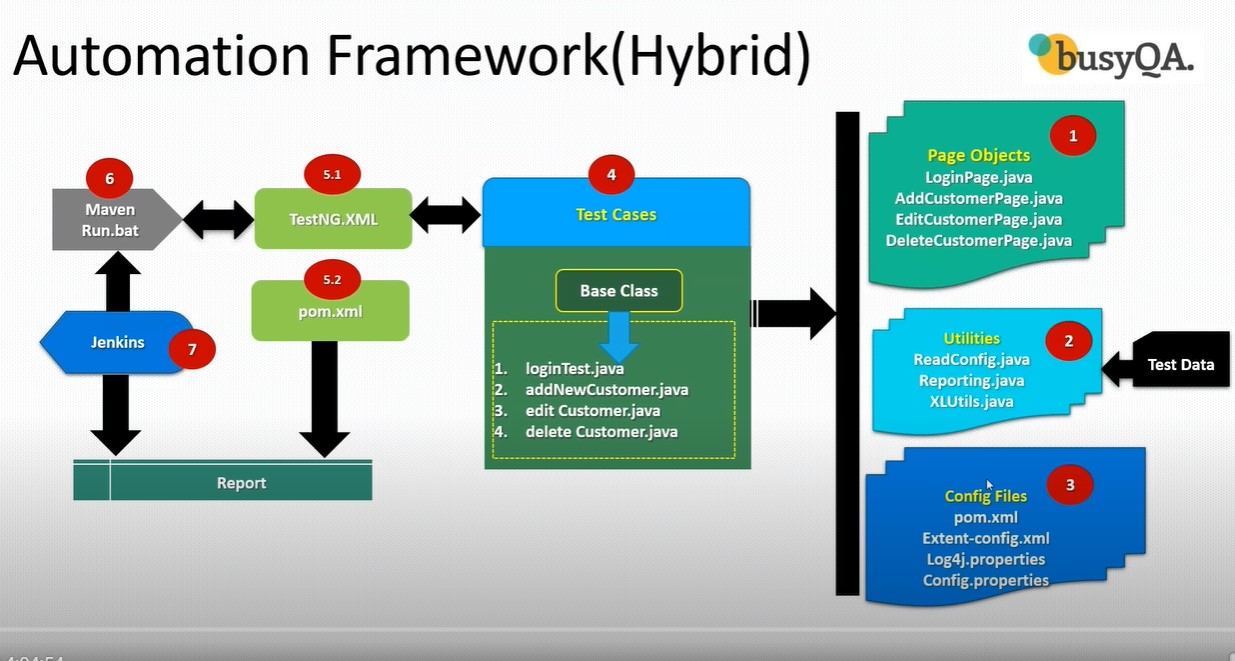 Automation Framework(Hybrid)
busyQA.
6
Maven
Run.bat
5.1
TestNG.XML
5.2
pom.xml
Jenkins
7
Report
4
Test Cases
Base Class
1. loginTest.java
2. addNewCustomer.java
3. edit Customer.java
4. delete Customer.java
1
Page Objects
LoginPage.java
AddCustomerPage.java
EditCustomerPage.java
DeleteCustomerPage.java
2
Utilities
ReadConfig.java
Reporting.java
XLUtils.java
Test Data
3
Config Files
pom.xml
Extent-config.xml
Log4j.properties
Config.properties